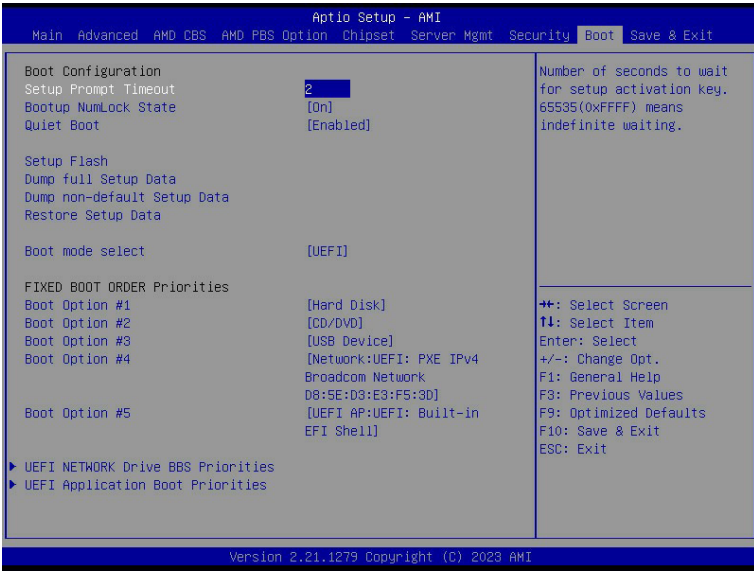 Aptio Setup – AMI
Main Advanced AMD CBS AMD PBS Option Chipset Server Mgmt Security Boot Save & Exit
Boot Configuration
Setup Prompt Timeout 2
Bootup NumLock State [On]
Quiet Boot [Enabled]
Setup Flash
Dump full Setup Data
Dump non-default Setup Data
Restore Setup Data
Boot mode select [UEFI]
FIXED BOOT ORDER Priorities
Boot Option #1 [Hard Disk]
Boot Option #2 [CD/DVD]
Boot Option #3 [USB Device]
Boot Option #4 [Network:UEFI: PXE IPv4
Broadcom Network
D8:5E:D3:E3:F5:3D]
Boot Option #5 [UEFI AP:UEFI: Built-in
EFI Shell]
▶ UEFI NETWORK Drive BBS Priorities
▶ UEFI Application Boot Priorities
Number of seconds to wait
for setup activation key.
65535(0xFFFF) means
indefinite waiting.
→←: Select Screen
↑↓: Select Item
Enter: Select
+/-: Change Opt.
F1: General Help
F3: Previous Values
F9: Optimized Defaults
F10: Save & Exit
ESC: Exit
Version 2.21.1279 Copyright (C) 2023 AMI